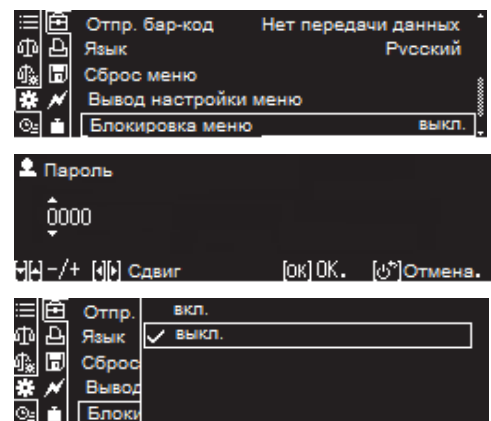 Отпр. бар-код Нет передачи данных
Язык Русский
Сброс меню
Вывод настройки меню
Блокировка меню выкл.
Пароль
0000
-/+ Сдвиг [OK]OK. Отмена.
Отпр. вкл.
Язык выкл.
Сброс
Вывод
Блоки